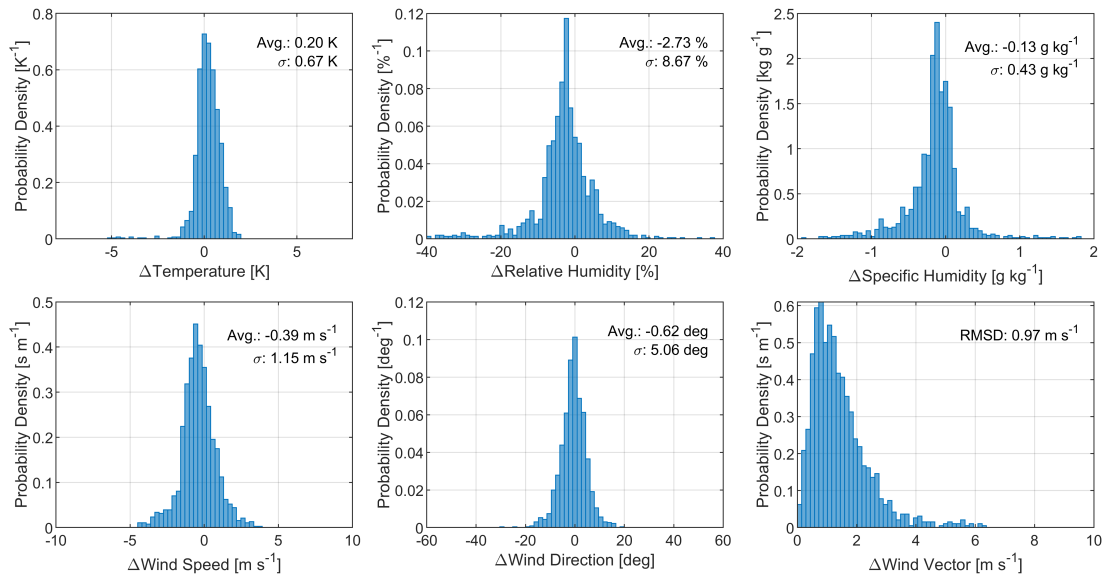 Probability Density [K⁻¹]
0.8
0.6
0.4
0.2
0
Avg.: 0.20 K
σ: 0.67 K
-5 0 5
ΔTemperature [K]
Probability Density [%⁻¹]
0.12
0.10
0.08
0.06
0.04
0.02
0
Avg.: -2.73 %
σ: 8.67 %
-40 -20 0 20 40
ΔRelative Humidity [%]
Probability Density [kg g⁻¹]
2.5
2
1.5
1
0.5
0
Avg.: -0.13 g kg⁻¹
σ: 0.43 g kg⁻¹
-2 -1 0 1 2
ΔSpecific Humidity [g kg⁻¹]
Probability Density [s m⁻¹]
0.5
0.4
0.3
0.2
0.1
0
Avg.: -0.39 m s⁻¹
σ: 1.15 m s⁻¹
-10 -5 0 5 10
ΔWind Speed [m s⁻¹]
Probability Density [deg⁻¹]
0.12
0.10
0.08
0.06
0.04
0.02
0
Avg.: -0.62 deg
σ: 5.06 deg
-60 -40 -20 0 20 40 60
ΔWind Direction [deg]
Probability Density [s m⁻¹]
0.6
0.5
0.4
0.3
0.2
0.1
0
RMSD: 0.97 m s⁻¹
0 2 4 6 8 10
ΔWind Vector [m s⁻¹]